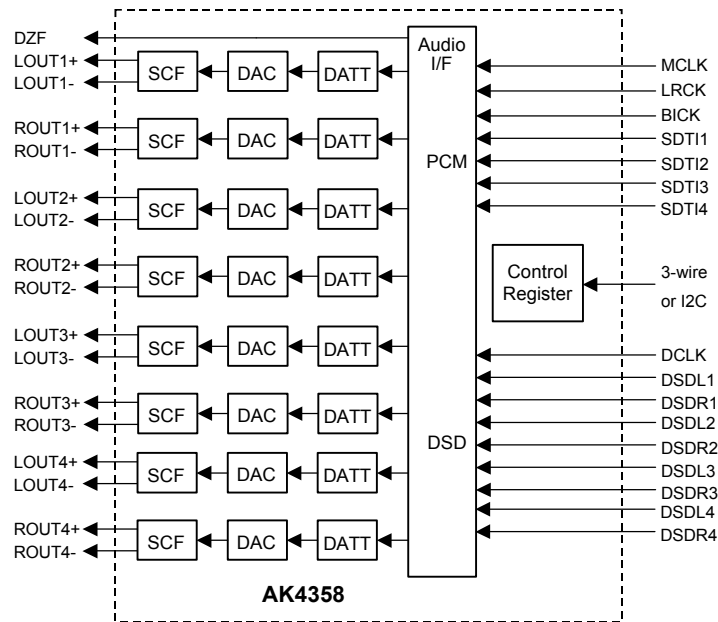 DZF
LOUT1+
LOUT1-
ROUT1+
ROUT1-
LOUT2+
LOUT2-
ROUT2+
ROUT2-
LOUT3+
LOUT3-
ROUT3+
ROUT3-
LOUT4+
LOUT4-
ROUT4+
ROUT4-
SCF
DAC
DATT
SCF
DAC
DATT
SCF
DAC
DATT
SCF
DAC
DATT
SCF
DAC
DATT
SCF
DAC
DATT
SCF
DAC
DATT
SCF
DAC
DATT
Audio
I/F
PCM
DSD
Control
Register
MCLK
LRCK
BICK
SDTI1
SDTI2
SDTI3
SDTI4
3-wire
or I2C
DCLK
DSDL1
DSDR1
DSDL2
DSDR2
DSDL3
DSDR3
DSDL4
DSDR4
AK4358